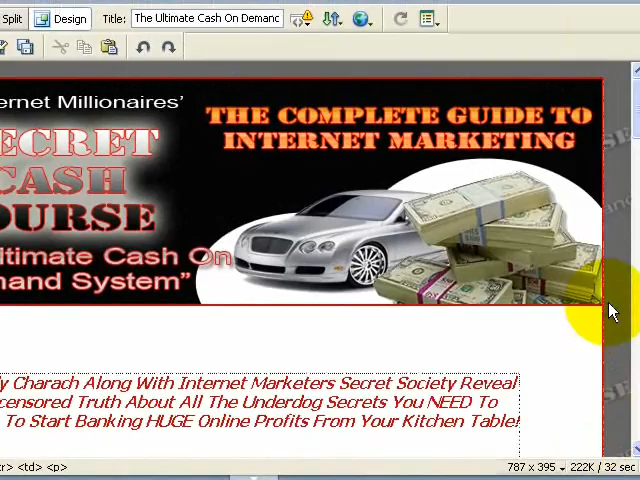 Split Design Title: The Ultimate Cash On Demanc
ernet Millionaires'
ECRET
CASH
OURSE
ltimate Cash On
mand System"
THE COMPLETE GUIDE TO
INTERNET MARKETING
y Charach Along With Internet Marketers Secret Society Reveal
censored Truth About All The Underdog Secrets You NEED To
To Start Banking HUGE Online Profits From Your Kitchen Table!
r> <td> <p> 787 x 395 222K / 32 sec